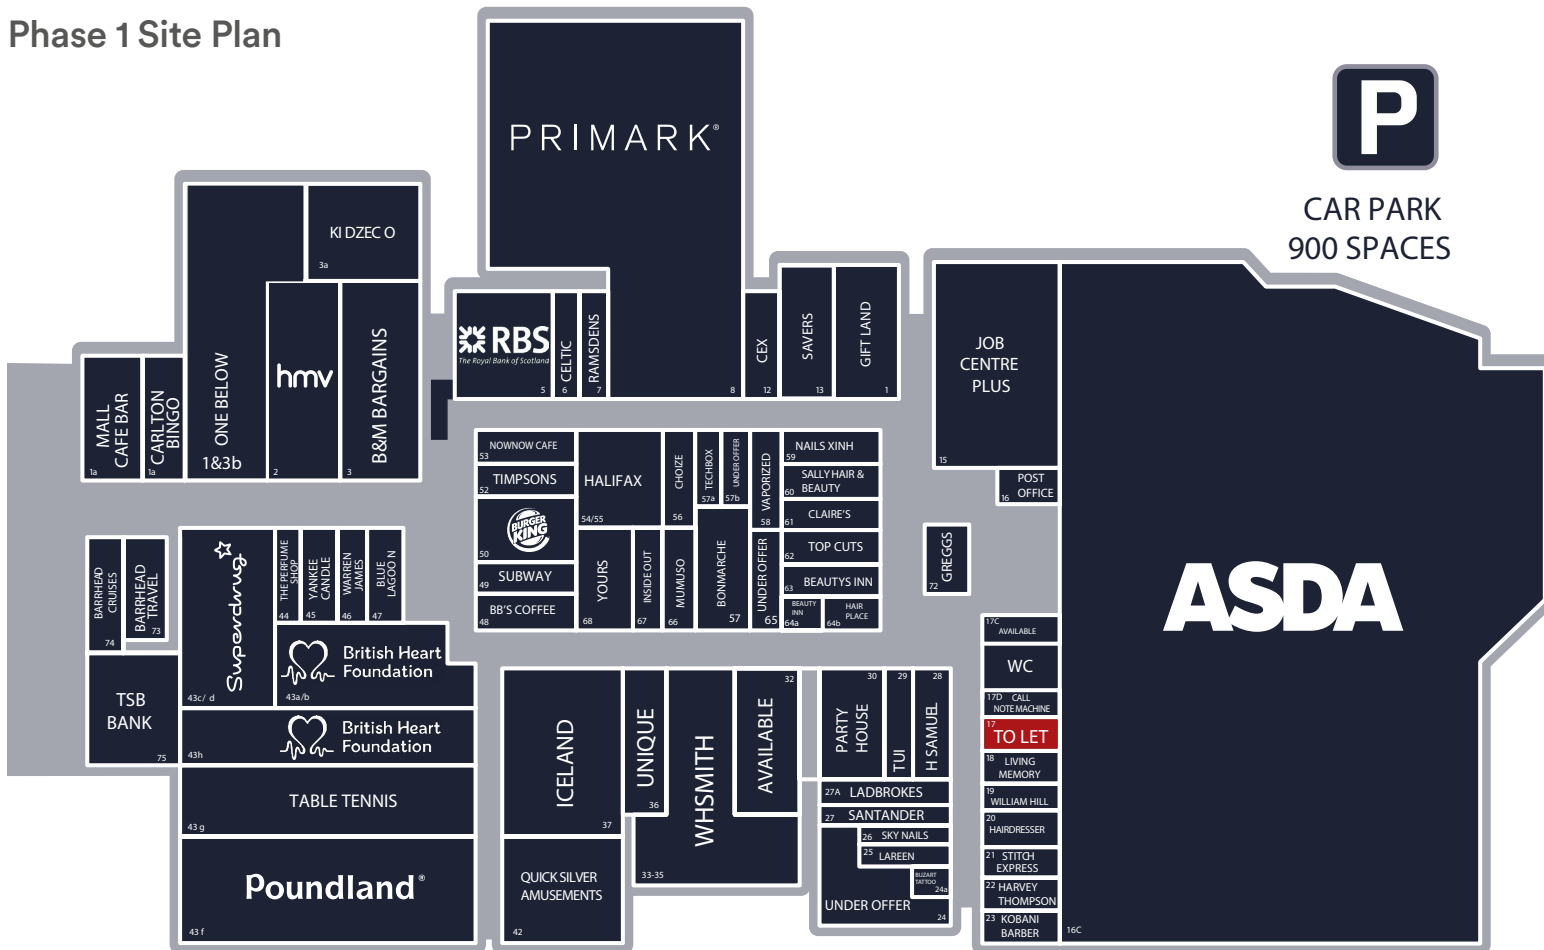 Phase 1 Site Plan
PRIMARK®
8
P
CAR PARK
900 SPACES
KI DZEC O
3a
ONE BELOW
1&3b
hmv
2
B&M BARGAINS
3
MALL
CAFE BAR
1a
CARLTON
BINGO
1a
RBS
The Royal Bank of Scotland
5
CELTIC
6
RAMSDENS
7
CEX
12
SAVERS
13
GIFT LAND
1
JOB
CENTRE
PLUS
15
POST
OFFICE
16
ASDA
16C
NOWNOW CAFE
53
TIMPSONS
52
BURGER
KING
50
SUBWAY
49
BB'S COFFEE
48
HALIFAX
54/55
CHOIZE
56
TECHBOX
57a
UNDER OFFER
57b
VAPORIZED
58
NAILS XINH
59
SALLY HAIR &
BEAUTY
60
CLAIRE'S
61
TOP CUTS
62
BEAUTYS INN
63
BEAUTY
INN
64a
HAIR
PLACE
64b
YOURS
68
INSIDE OUT
67
MUMUSO
66
BONMARCHE
57
UNDER OFFER
65
GREGGS
72
BARRHEAD
CRUISES
74
BARRHEAD
TRAVEL
73
TSB
BANK
75
Superdrug
43c/ d
THE PERFUME
SHOP
44
YANKEE
CANDLE
45
WARREN
JAMES
46
BLUE
LAGOO N
47
British Heart
Foundation
43a/b
British Heart
Foundation
43h
TABLE TENNIS
43 g
Poundland®
43 f
ICELAND
37
UNIQUE
36
WHSMITH
33-35
AVAILABLE
32
QUICK SILVER
AMUSEMENTS
42
PARTY
HOUSE
30
TUI
29
H SAMUEL
28
27A LADBROKES
27 SANTANDER
26 SKY NAILS
25 LAREEN
BUZART
TATTOO
24a
UNDER OFFER
24
17C
AVAILABLE
WC
17D CALL
NOTE MACHINE
17
TO LET
18 LIVING
MEMORY
19
WILLIAM HILL
20
HAIRDRESSER
21 STITCH
EXPRESS
22 HARVEY
THOMPSON
23 KOBANI
BARBER